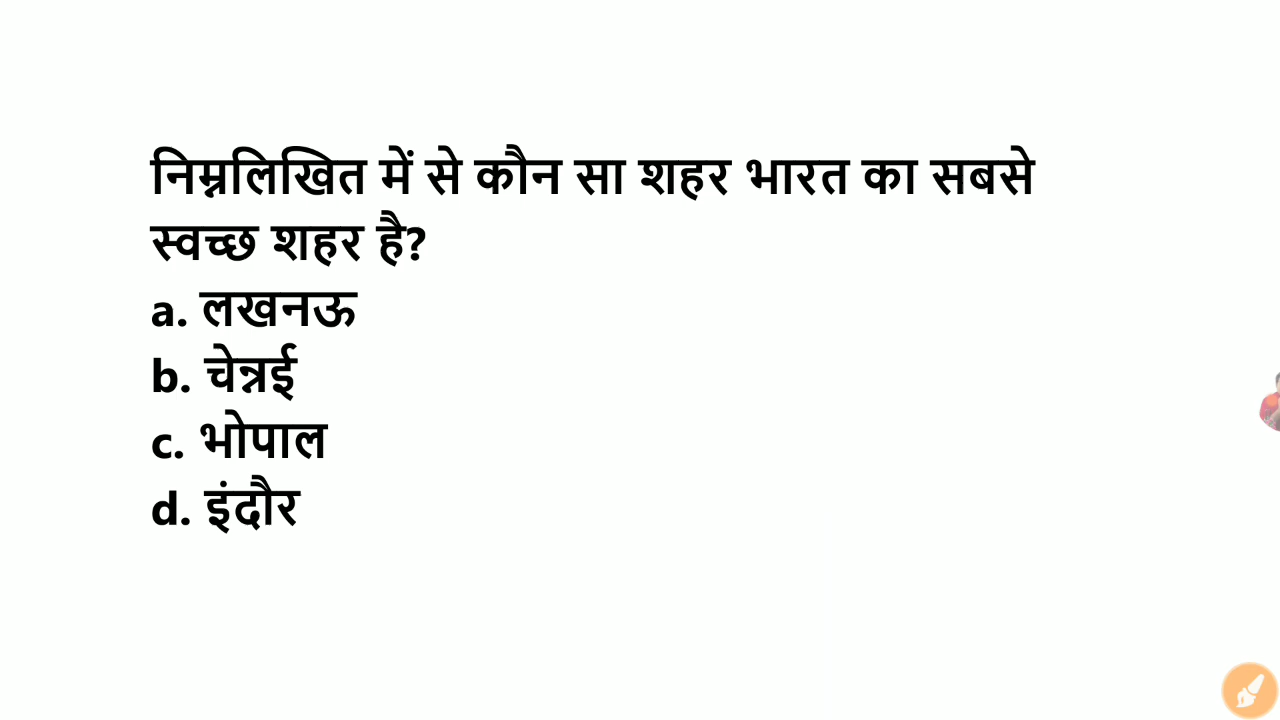 निम्नलिखित में से कौन सा शहर भारत का सबसे
स्वच्छ शहर है?
a. लखनऊ
b. चेन्नई
c. भोपाल
d. इंदौर